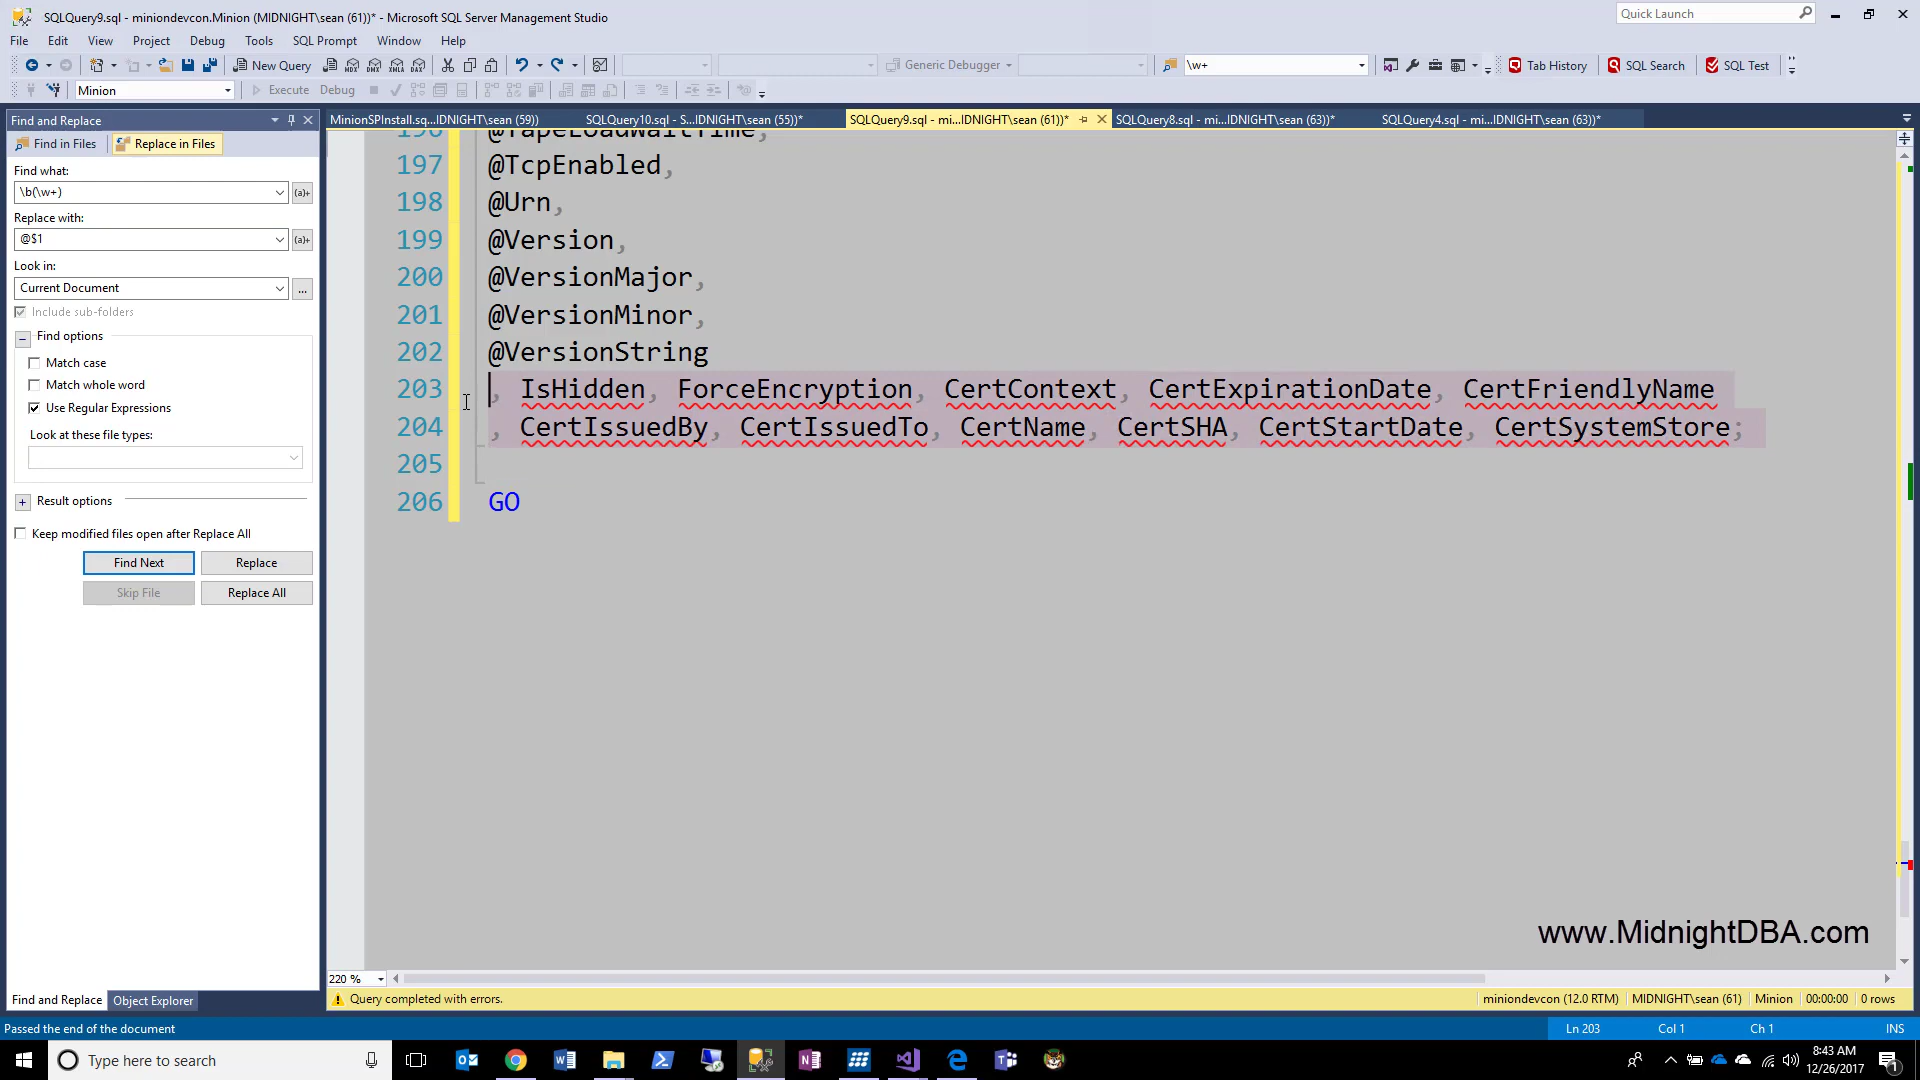 SQLQuery9.sql - miniondevcon.Minion (MIDNIGHT\sean (61))* - Microsoft SQL Server Management Studio
Quick Launch
File Edit View Project Debug Tools SQL Prompt Window Help
New Query
Generic Debugger
\w+
Tab History
SQL Search
SQL Test
Minion
Execute Debug
Find and Replace
MinionSPInstall.sq...IDNIGHT\sean (59))
SQLQuery10.sql - S...IDNIGHT\sean (55))*
SQLQuery9.sql - mi...IDNIGHT\sean (61))*
SQLQuery8.sql - mi...IDNIGHT\sean (63))*
SQLQuery4.sql - mi...IDNIGHT\sean (63))*
Find in Files
Replace in Files
Find what:
\b(\w+)
(a)+
Replace with:
@$1
(a)+
Look in:
Current Document
...
Include sub-folders
Find options
Match case
Match whole word
Use Regular Expressions
Look at these file types:
Result options
Keep modified files open after Replace All
Find Next
Replace
Skip File
Replace All
196 @TapeLoadWaitTime,
197 @TcpEnabled,
198 @Urn,
199 @Version,
200 @VersionMajor,
201 @VersionMinor,
202 @VersionString
203 , IsHidden, ForceEncryption, CertContext, CertExpirationDate, CertFriendlyName
204 , CertIssuedBy, CertIssuedTo, CertName, CertSHA, CertStartDate, CertSystemStore;
205
206 GO
www.MidnightDBA.com
220 %
Find and Replace
Object Explorer
Query completed with errors.
miniondevcon (12.0 RTM)
MIDNIGHT\sean (61)
Minion
00:00:00
0 rows
Passed the end of the document
Ln 203
Col 1
Ch 1
INS
Type here to search
8:43 AM
12/26/2017
1